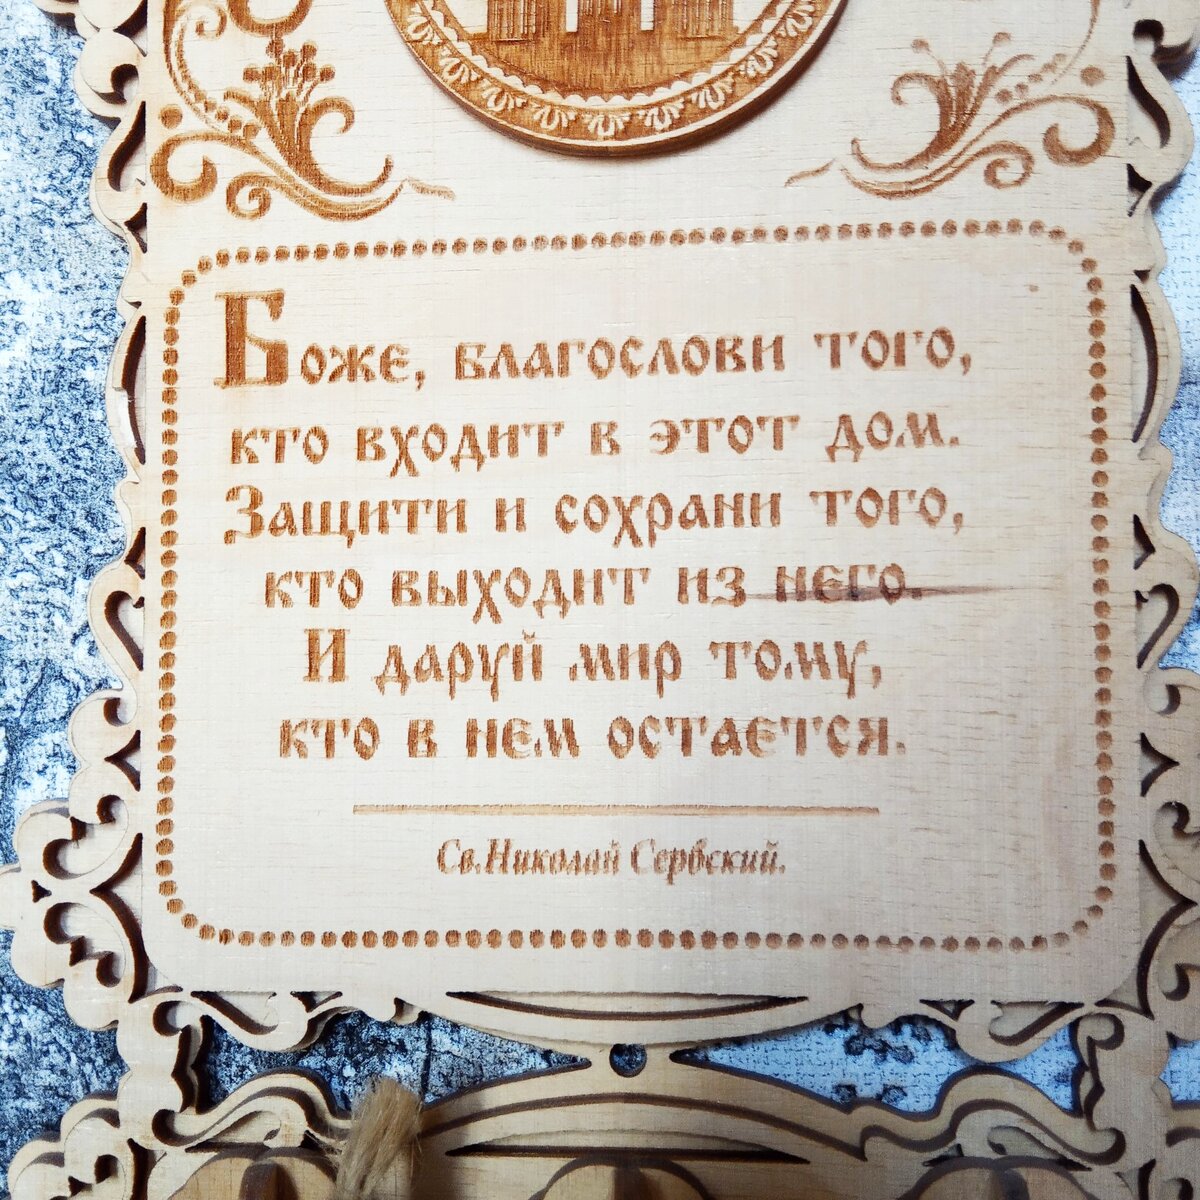 Боже, благослови того,
кто входит в этот дом.
Защити и сохрани того,
кто выходит из него.
И даруй мир тому,
кто в нем остается.
Св.Николай Сервский.